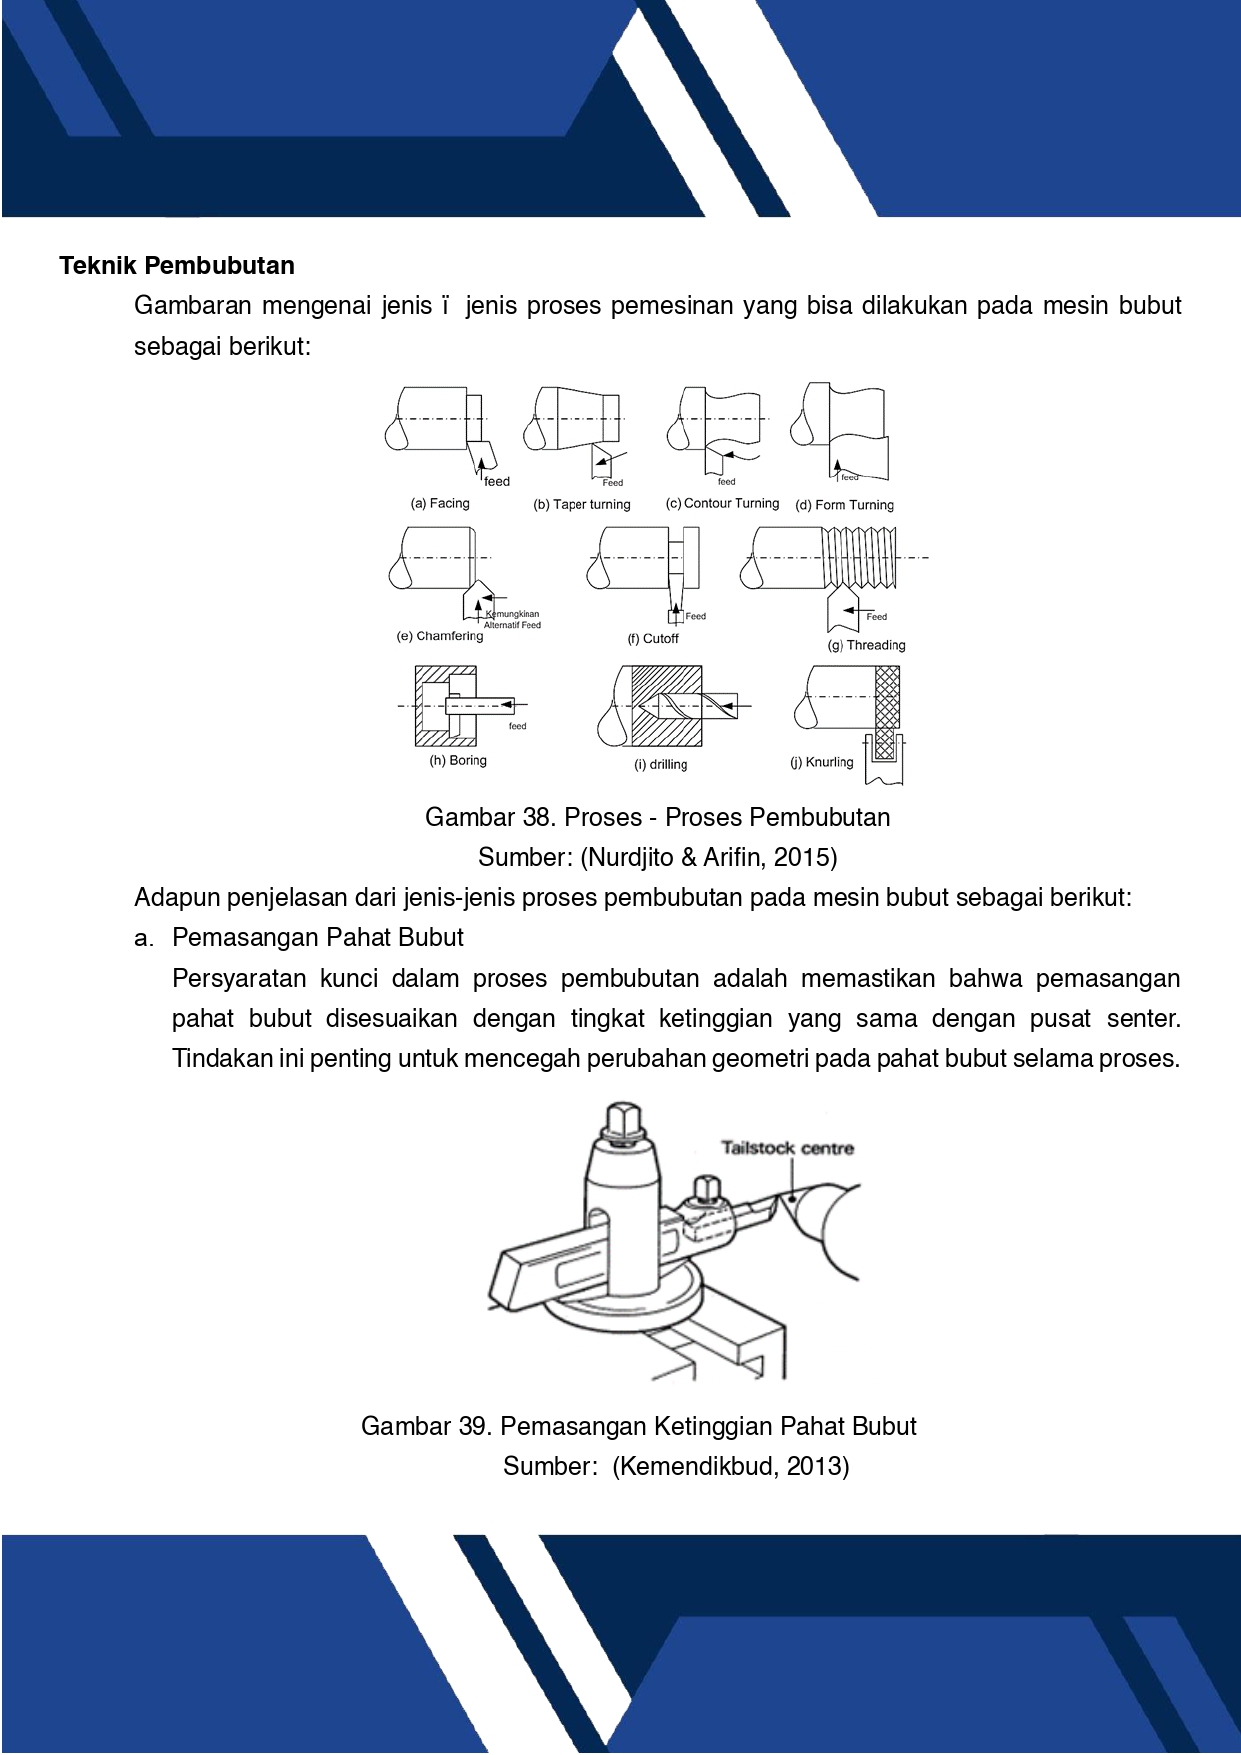 Teknik Pembubutan
Gambaran mengenai jenis ï jenis proses pemesinan yang bisa dilakukan pada mesin bubut
sebagai berikut:
feed
Feed
feed
feed
(a) Facing
(b) Taper turning
(c) Contour Turning
(d) Form Turning
Kemungkinan
Alternatif Feed
Feed
Feed
(e) Chamfering
(f) Cutoff
(g) Threading
feed
(h) Boring
(i) drilling
(j) Knurling
Gambar 38. Proses - Proses Pembubutan
Sumber: (Nurdjito & Arifin, 2015)
Adapun penjelasan dari jenis-jenis proses pembubutan pada mesin bubut sebagai berikut:
a. Pemasangan Pahat Bubut
Persyaratan kunci dalam proses pembubutan adalah memastikan bahwa pemasangan
pahat bubut disesuaikan dengan tingkat ketinggian yang sama dengan pusat senter.
Tindakan ini penting untuk mencegah perubahan geometri pada pahat bubut selama proses.
Tailstock centre
Gambar 39. Pemasangan Ketinggian Pahat Bubut
Sumber: (Kemendikbud, 2013)